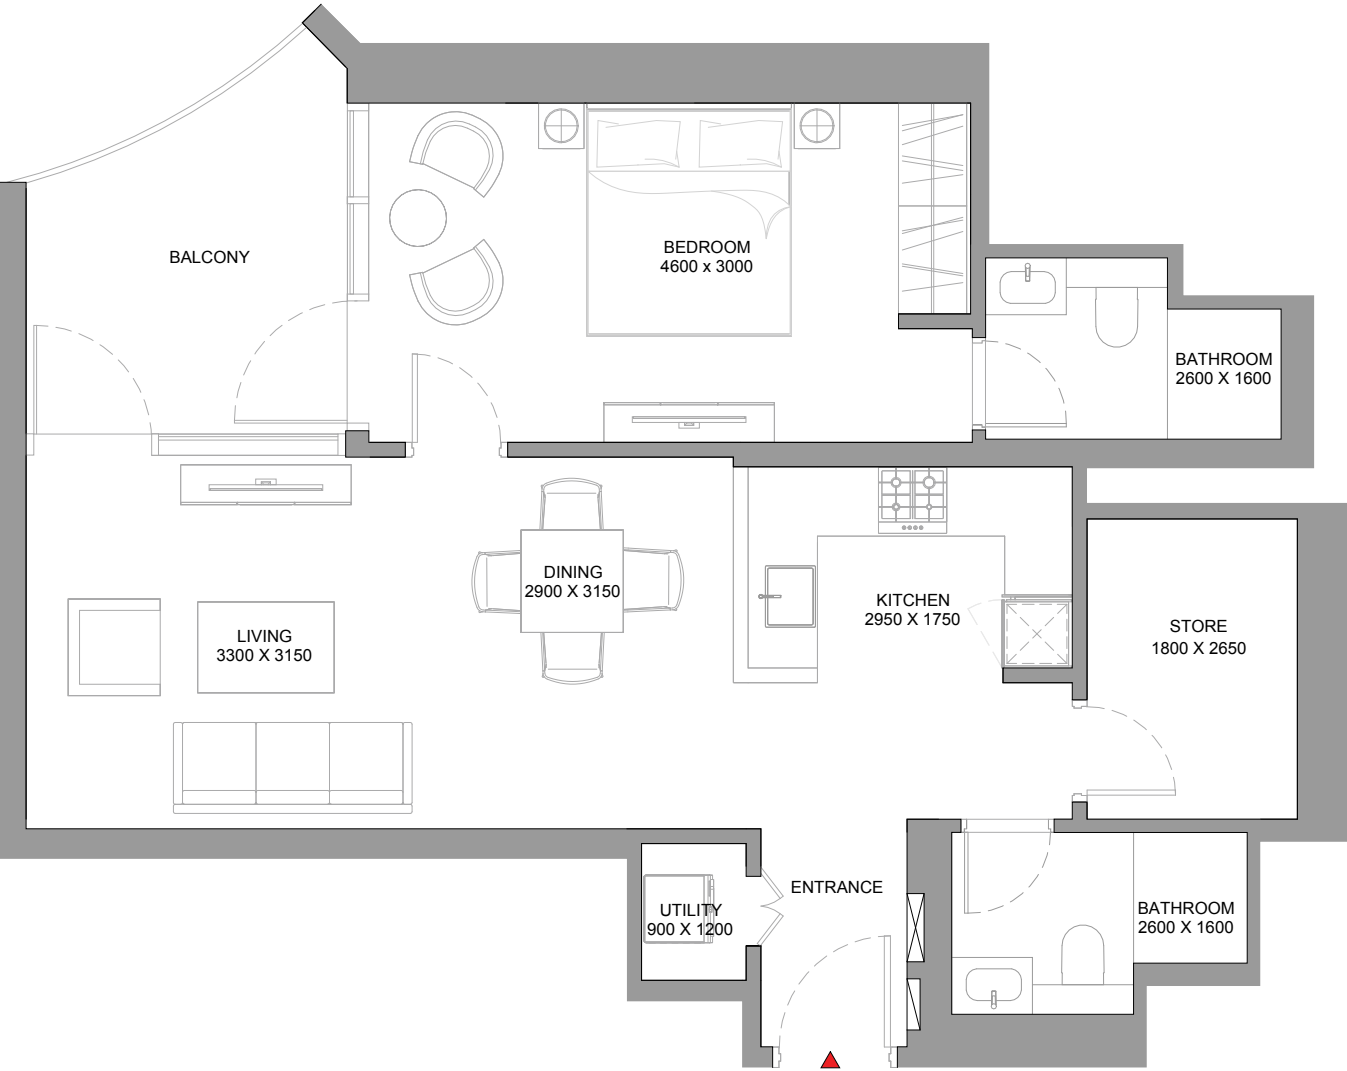 BALCONY
BEDROOM
4600 x 3000
BATHROOM
2600 X 1600
DINING
2900 X 3150
KITCHEN
2950 X 1750
LIVING
3300 X 3150
STORE
1800 X 2650
ENTRANCE
UTILITY
900 X 1200
BATHROOM
2600 X 1600